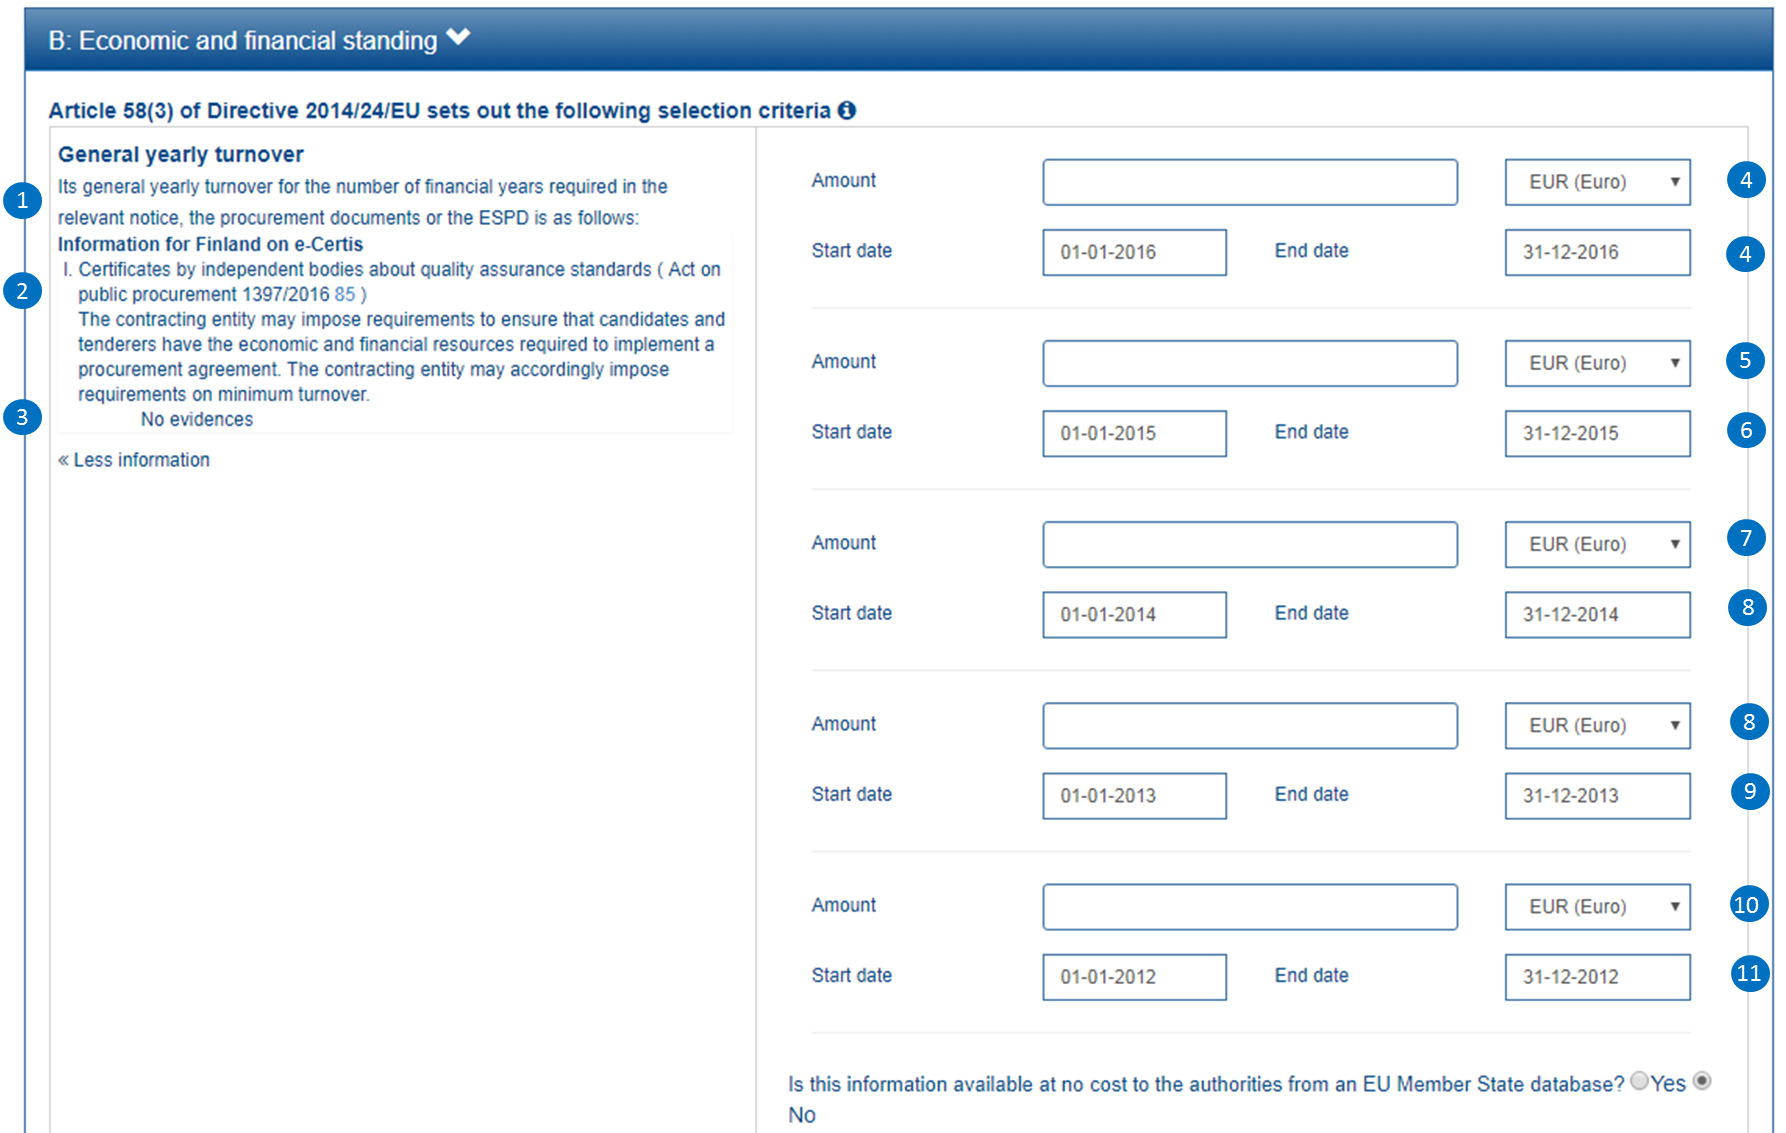 B: Economic and financial standing
Article 58(3) of Directive 2014/24/EU sets out the following selection criteria
General yearly turnover
1
Its general yearly turnover for the number of financial years required in the
relevant notice, the procurement documents or the ESPD is as follows:
Information for Finland on e-Certis
2
I. Certificates by independent bodies about quality assurance standards ( Act on
public procurement 1397/2016 85 )
The contracting entity may impose requirements to ensure that candidates and
tenderers have the economic and financial resources required to implement a
procurement agreement. The contracting entity may accordingly impose
requirements on minimum turnover.
3
No evidences
« Less information
Amount EUR (Euro) 4
Start date 01-01-2016 End date 31-12-2016 4
Amount EUR (Euro) 5
Start date 01-01-2015 End date 31-12-2015 6
Amount EUR (Euro) 7
Start date 01-01-2014 End date 31-12-2014 8
Amount EUR (Euro) 8
Start date 01-01-2013 End date 31-12-2013 9
Amount EUR (Euro) 10
Start date 01-01-2012 End date 31-12-2012 11
Is this information available at no cost to the authorities from an EU Member State database? Yes
No